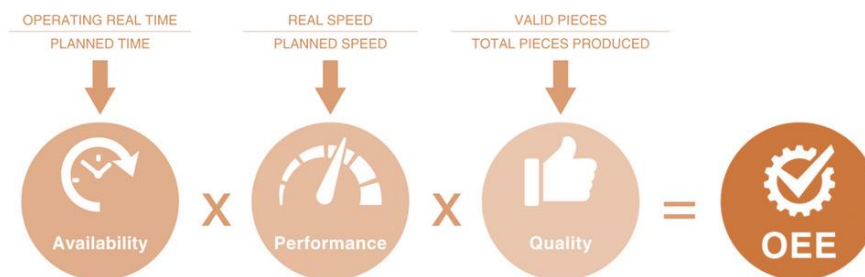 OPERATING REAL TIME
PLANNED TIME
REAL SPEED
PLANNED SPEED
VALID PIECES
TOTAL PIECES PRODUCED
Availability
X
Performance
X
Quality
=
OEE